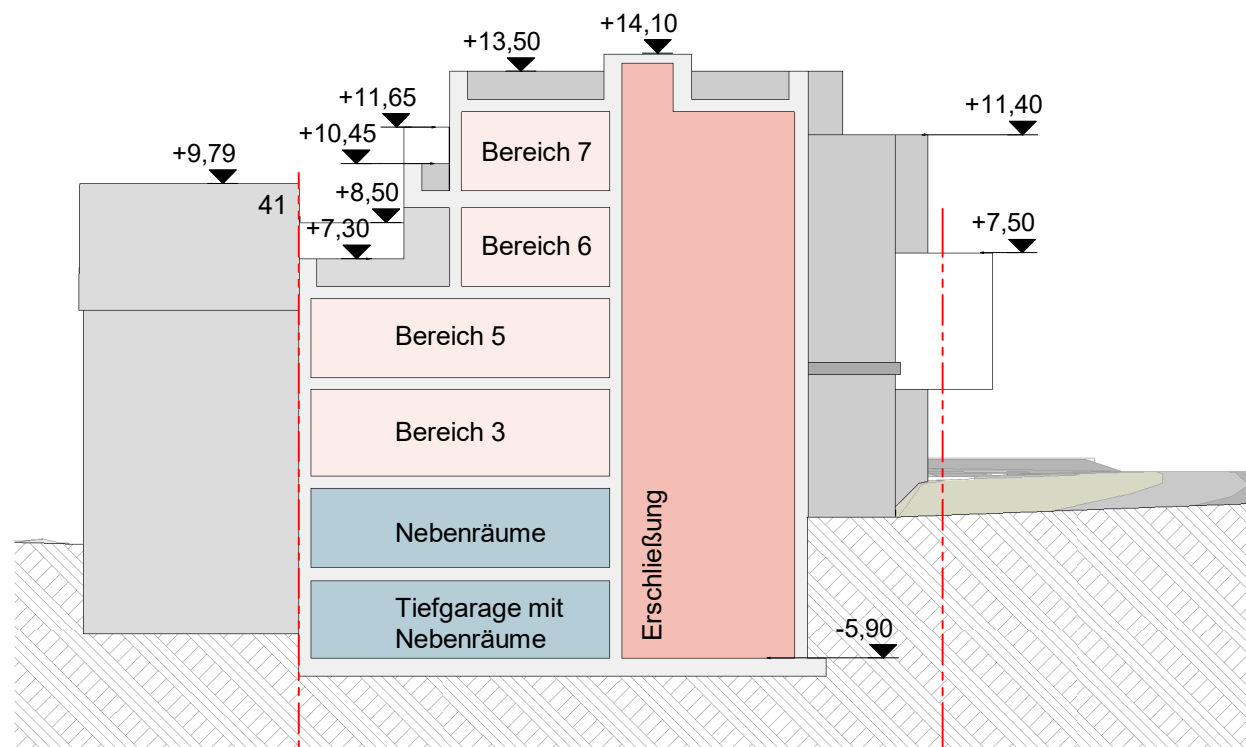 +14,10
+13,50
+11,65
+11,40
+10,45
+9,79
Bereich 7
41
+8,50
+7,50
+7,30
Bereich 6
Bereich 5
Bereich 3
Nebenräume
Erschließung
Tiefgarage mit
Nebenräume
-5,90